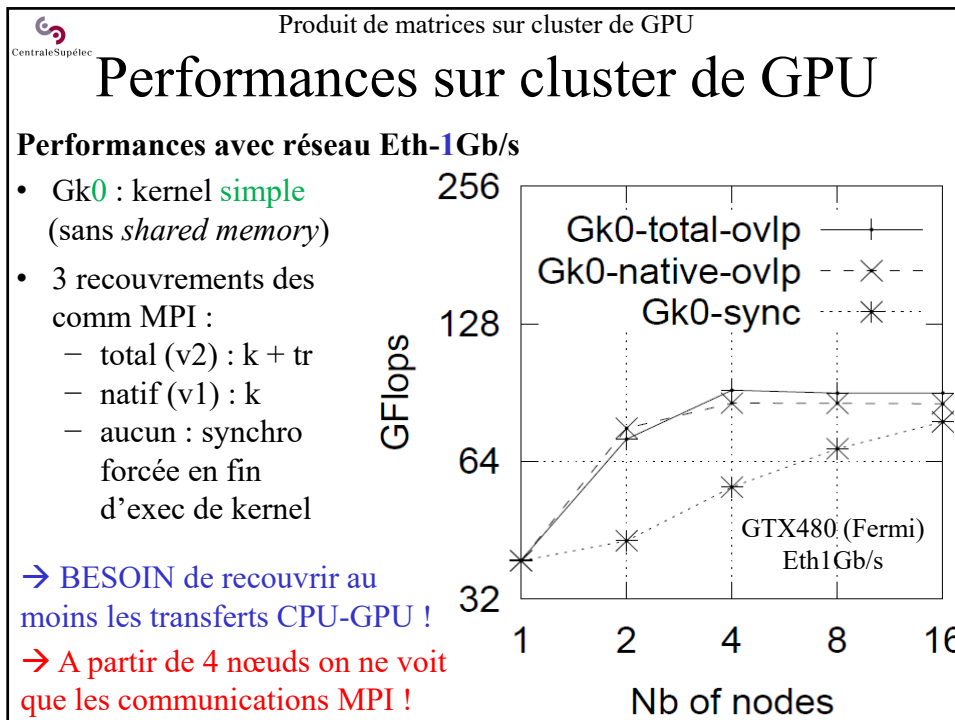 Produit de matrices sur cluster de GPU
CentraleSupélec
Performances sur cluster de GPU
Performances avec réseau Eth-1Gb/s
• Gk0 : kernel simple
(sans shared memory)
• 3 recouvrements des
comm MPI :
− total (v2) : k + tr
− natif (v1) : k
− aucun : synchro
forcée en fin
d'exec de kernel
→ BESOIN de recouvrir au
moins les transferts CPU-GPU !
→ A partir de 4 nœuds on ne voit
que les communications MPI !
GFlops
256
128
64
32
Gk0-total-ovlp
Gk0-native-ovlp
Gk0-sync
GTX480 (Fermi)
Eth1Gb/s
1 2 4 8 16
Nb of nodes